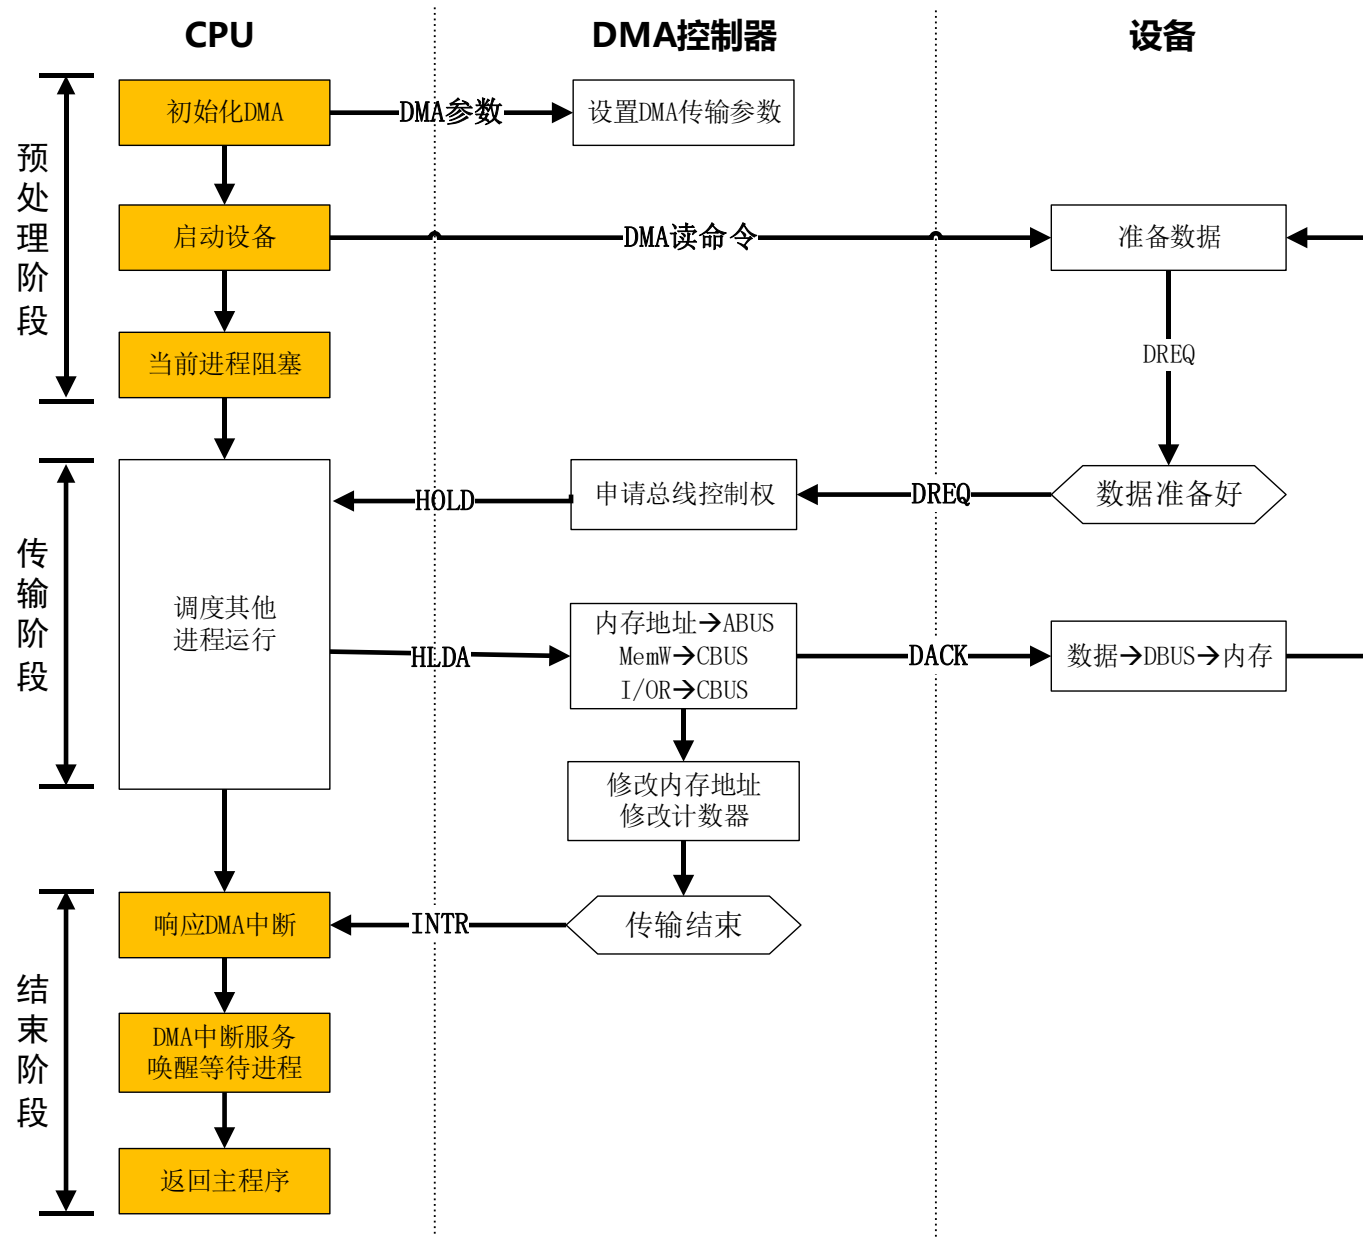 CPU
DMA控制器
设备
预处理阶段
初始化DMA
DMA参数
设置DMA传输参数
启动设备
DMA读命令
准备数据
当前进程阻塞
DREQ
传输阶段
调度其他
进程运行
HOLD
申请总线控制权
DREQ
数据准备好
HLDA
内存地址→ABUS
MemW→CBUS
I/OR→CBUS
DACK
数据→DBUS→内存
修改内存地址
修改计数器
结束阶段
响应DMA中断
INTR
传输结束
DMA中断服务
唤醒等待进程
返回主程序